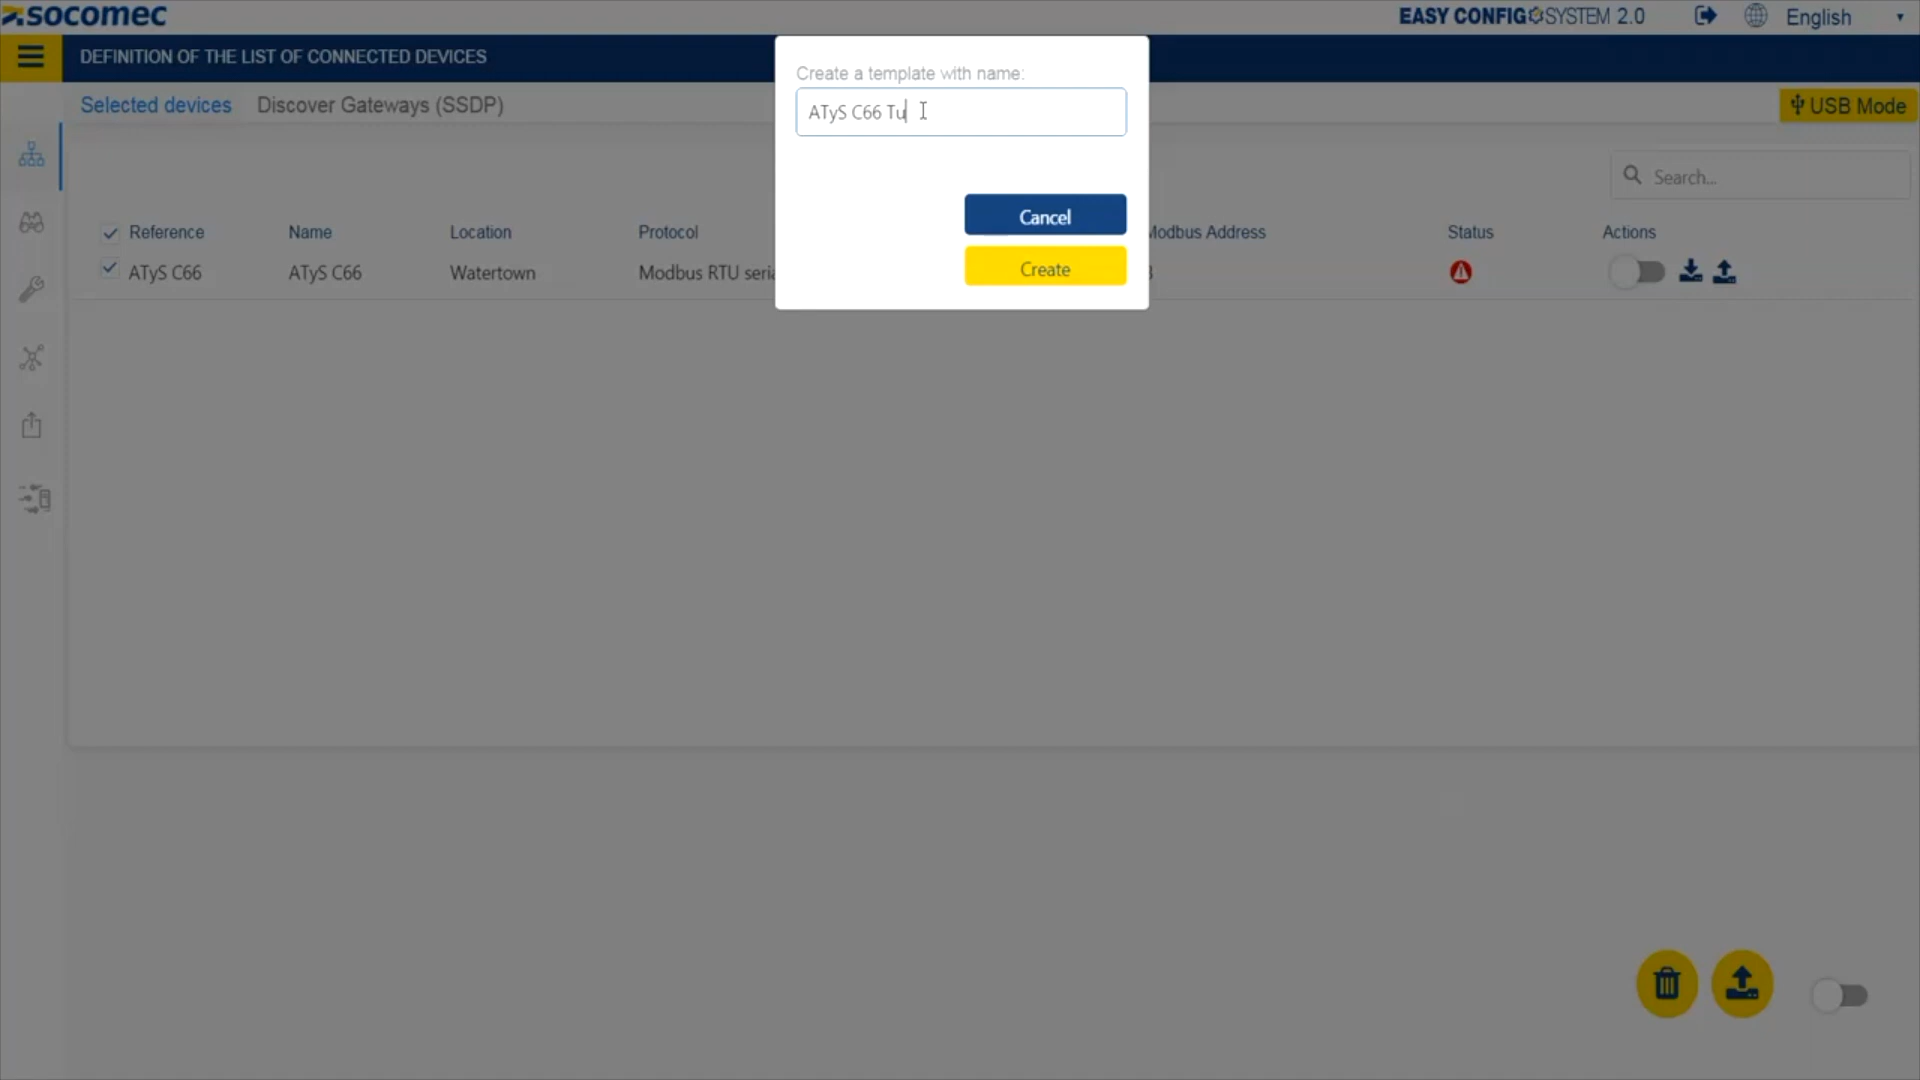 socomec
EASY CONFIG SYSTEM 2.0
English
DEFINITION OF THE LIST OF CONNECTED DEVICES
Selected devices
Discover Gateways (SSDP)
USB Mode
Create a template with name:
ATyS C66 Tu
Cancel
Create
Search...
Reference
Name
Location
Protocol
Modbus Address
Status
Actions
ATyS C66
ATyS C66
Watertown
Modbus RTU seria